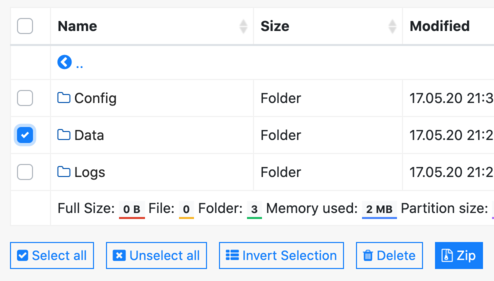 Name Size Modified
..
Config Folder 17.05.20 21:3
Data Folder 17.05.20 21:2
Logs Folder 17.05.20 21:2
Full Size: 0 B File: 0 Folder: 3 Memory used: 2 MB Partition size:
Select all Unselect all Invert Selection Delete Zip